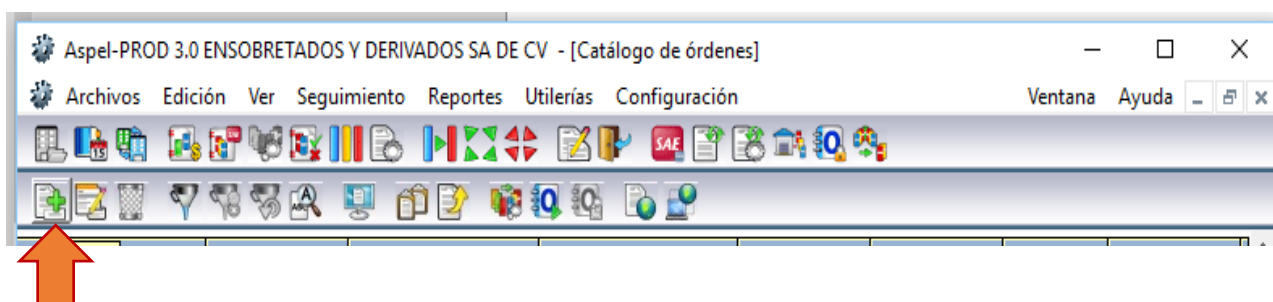 Aspel-PROD 3.0 ENSOBRETADOS Y DERIVADOS SA DE CV - [Catálogo de órdenes]
Archivos Edición Ver Seguimiento Reportes Utilerías Configuración Ventana Ayuda
15 SAE